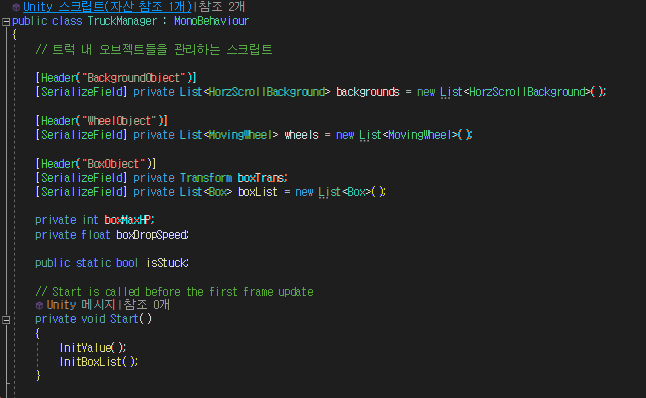 Unity 스크립트(자산 참조 1개)|참조 2개
public class TruckManager : MonoBehaviour
{
// 트럭 내 오브젝트들을 관리하는 스크립트
[Header("BackgroundObject")]
[SerializeField] private List<HorzScrollBackground> backgrounds = new List<HorzScrollBackground>();
[Header("WheelObject")]
[SerializeField] private List<MovingWheel> wheels = new List<MovingWheel>();
[Header("BoxObject")]
[SerializeField] private Transform boxTrans;
[SerializeField] private List<Box> boxList = new List<Box>();
private int boxMaxHP;
private float boxDropSpeed;
public static bool isStuck;
// Start is called before the first frame update
Unity 메시지|참조 0개
private void Start()
{
InitValue();
InitBoxList();
}